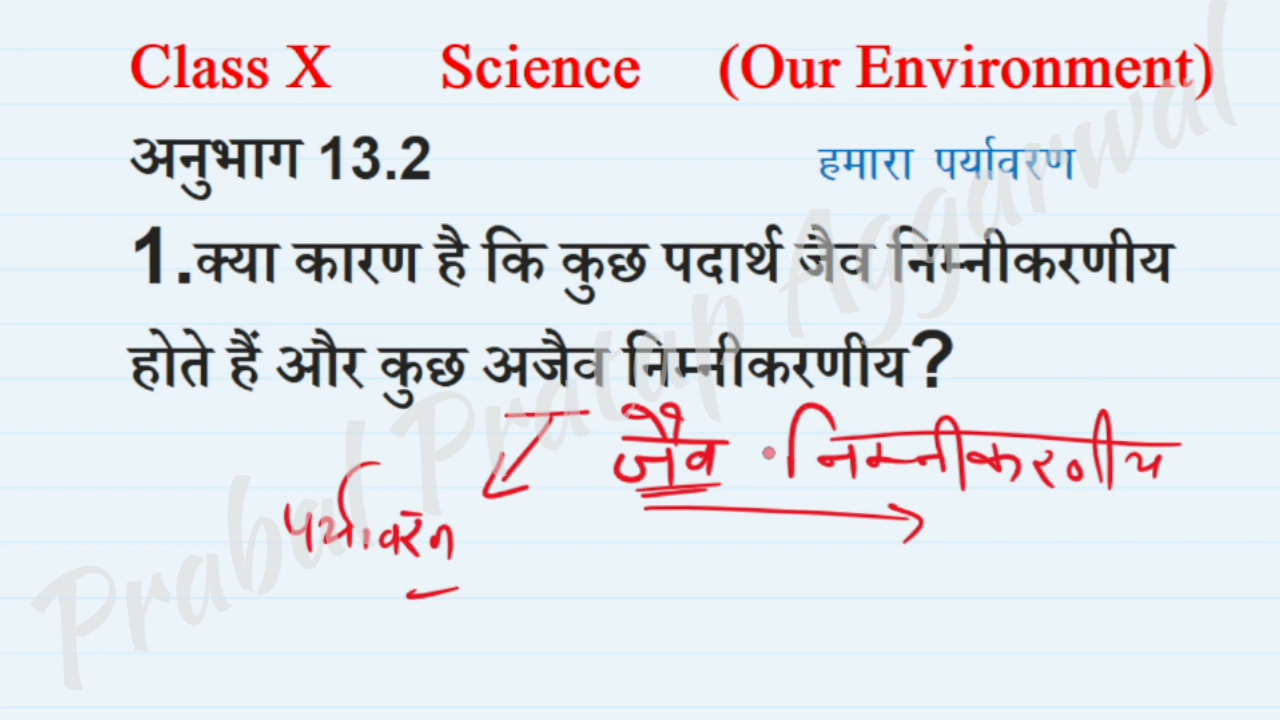 Class X Science (Our Environment)
अनुभाग 13.2 हमारा पर्यावरण
1.क्या कारण है कि कुछ पदार्थ जैव निम्नीकरणीय
होते हैं और कुछ अजैव निम्नीकरणीय?
जैव निम्नीकरणीय
पर्यावरन
Prabal Pratap Aggarwal